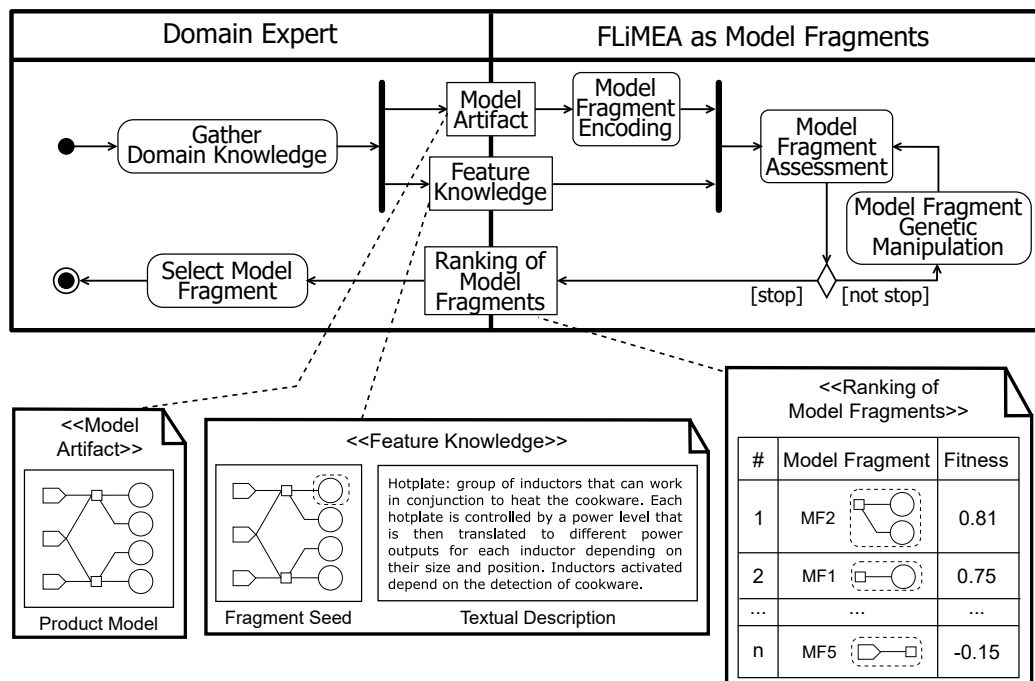 Domain Expert
FLiMEA as Model Fragments
Gather
Domain Knowledge
Model
Artifact
Model
Fragment
Encoding
Feature
Knowledge
Model
Fragment
Assessment
Model Fragment
Genetic
Manipulation
Select Model
Fragment
Ranking of
Model
Fragments
[stop]
[not stop]
<<Model
Artifact>>
Product Model
<<Feature Knowledge>>
Fragment Seed
Hotplate: group of inductors that can work
in conjunction to heat the cookware. Each
hotplate is controlled by a power level that
is then translated to different power
outputs for each inductor depending on
their size and position. Inductors activated
depend on the detection of cookware.
Textual Description
<<Ranking of
Model Fragments>>
# Model Fragment Fitness
1 MF2 0.81
2 MF1 0.75
... ... ...
n MF5 -0.15